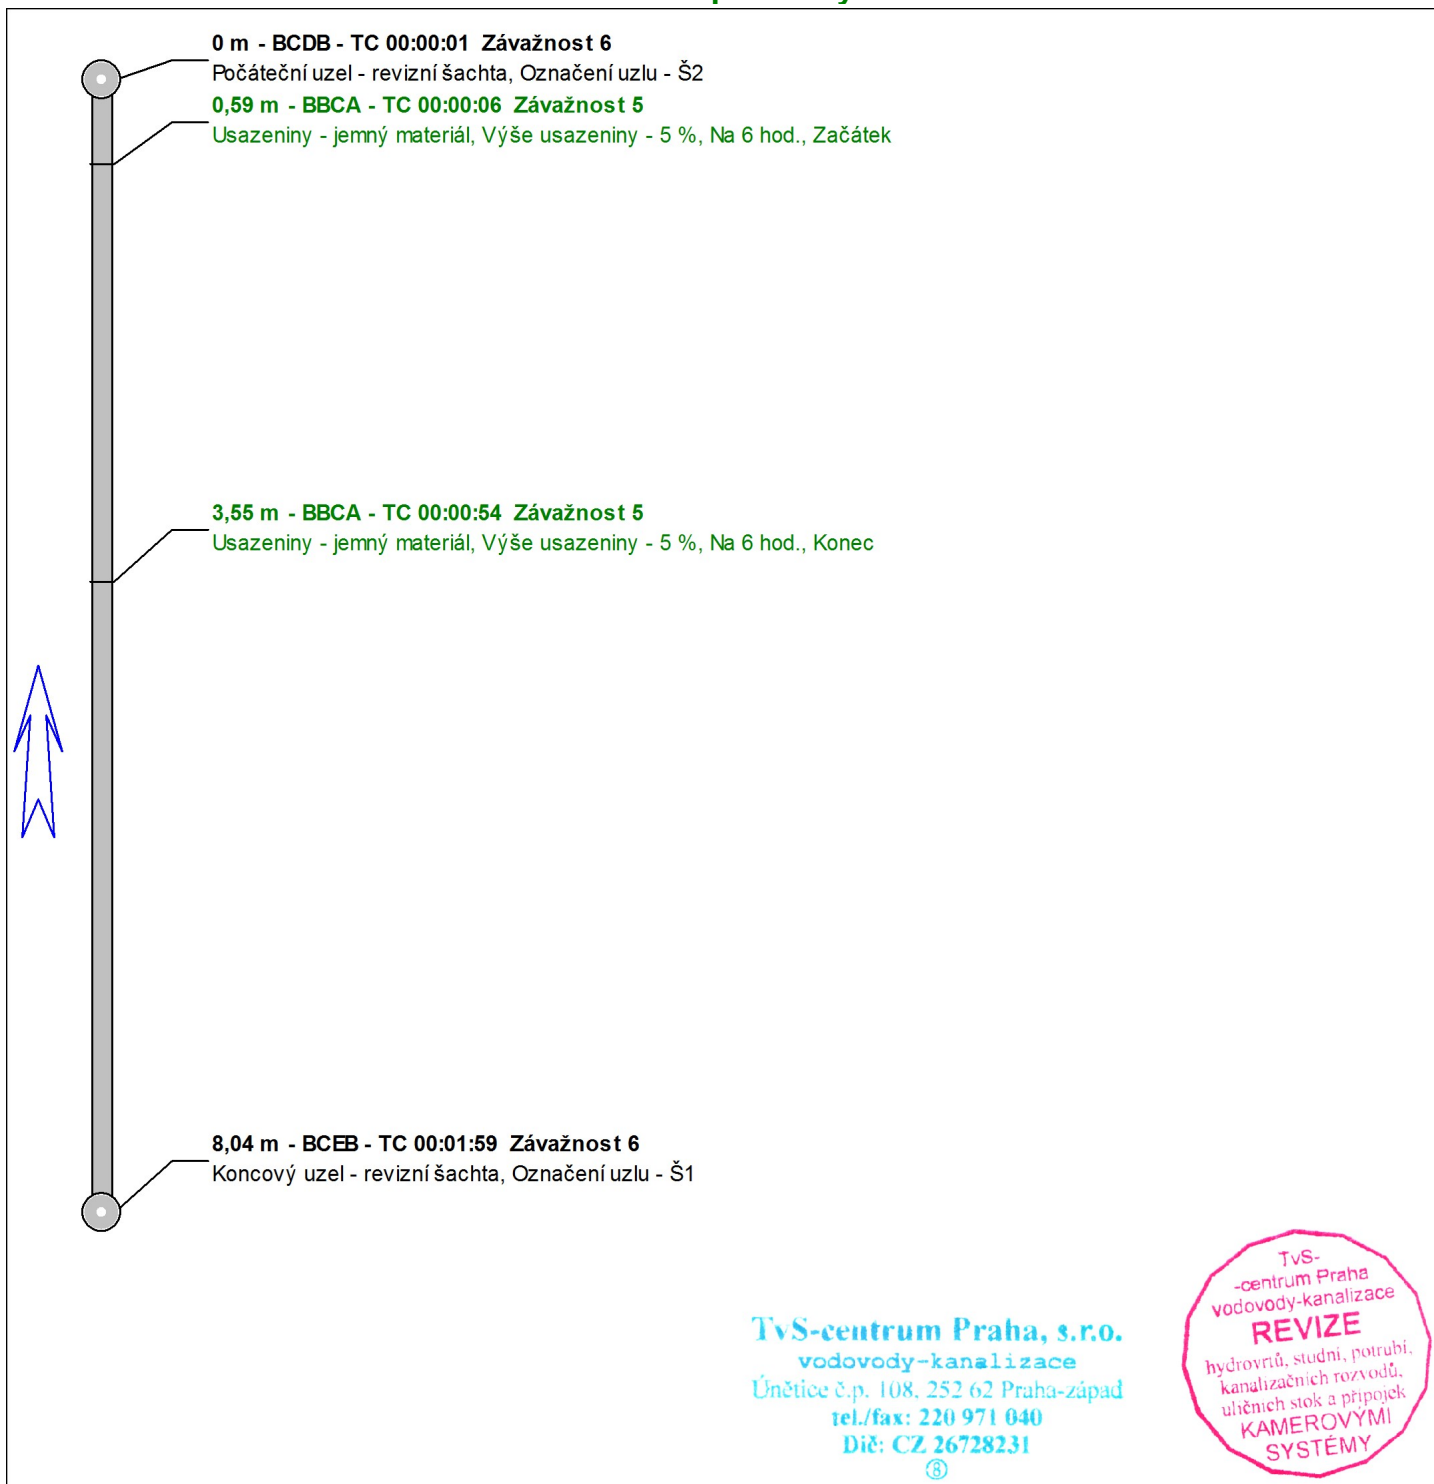 0 m - BCDB - TC 00:00:01 Závažnost 6
Počáteční uzel - revizní šachta, Označení uzlu - Š2
0,59 m - BBCA - TC 00:00:06 Závažnost 5
Usazeniny - jemný materiál, Výše usazeniny - 5 %, Na 6 hod., Začátek
3,55 m - BBCA - TC 00:00:54 Závažnost 5
Usazeniny - jemný materiál, Výše usazeniny - 5 %, Na 6 hod., Konec
8,04 m - BCEB - TC 00:01:59 Závažnost 6
Koncový uzel - revizní šachta, Označení uzlu - Š1
TvS-centrum Praha, s.r.o.
vodovody-kanalizace
Únětice č.p. 108, 252 62 Praha-západ
tel./fax: 220 971 040
Dič: CZ 26728231
⑧
TvS-
-centrum Praha
vodovody-kanalizace
REVIZE
hydrovrtů, studní, potrubí,
kanalizačních rozvodů,
uličních stok a přípojek
KAMEROVÝMI
SYSTÉMY